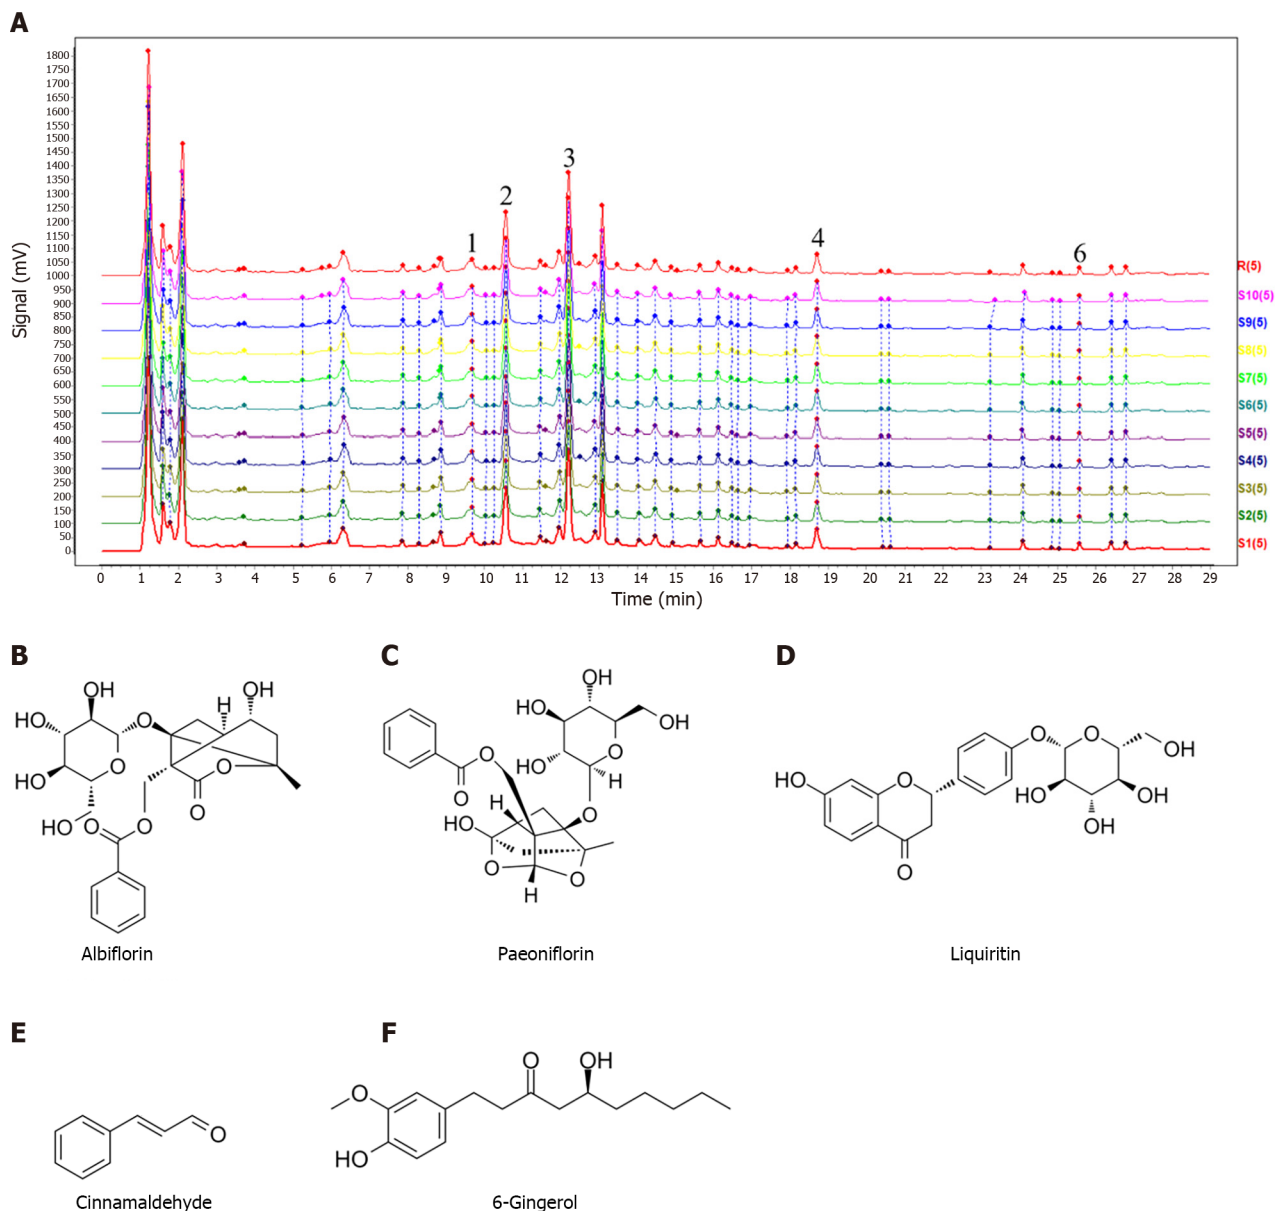 A
Signal (mV)
1800
1750
1700
1650
1600
1550
1500
1450
1400
1350
1300
1250
1200
1150
1100
1050
1000
950
900
850
800
750
700
650
600
550
500
450
400
350
300
250
200
150
100
50
0
1
2
3
4
6
R(5)
S10(5)
S9(5)
S8(5)
S7(5)
S6(5)
S5(5)
S4(5)
S3(5)
S2(5)
S1(5)
0 1 2 3 4 5 6 7 8 9 10 11 12 13 14 15 16 17 18 19 20 21 22 23 24 25 26 27 28 29
Time (min)
B
OH
HO
O
H
OH
HO
O
O
O
HO
O
O
Albiflorin
C
OH
HO
OH
O
O
HO
H
O
H
O
HO
O
O
H
Paeoniflorin
D
O
O
OH
HO
O
HO
OH
OH
O
Liquiritin
E
O
Cinnamaldehyde
F
O
OH
O
HO
6-Gingerol